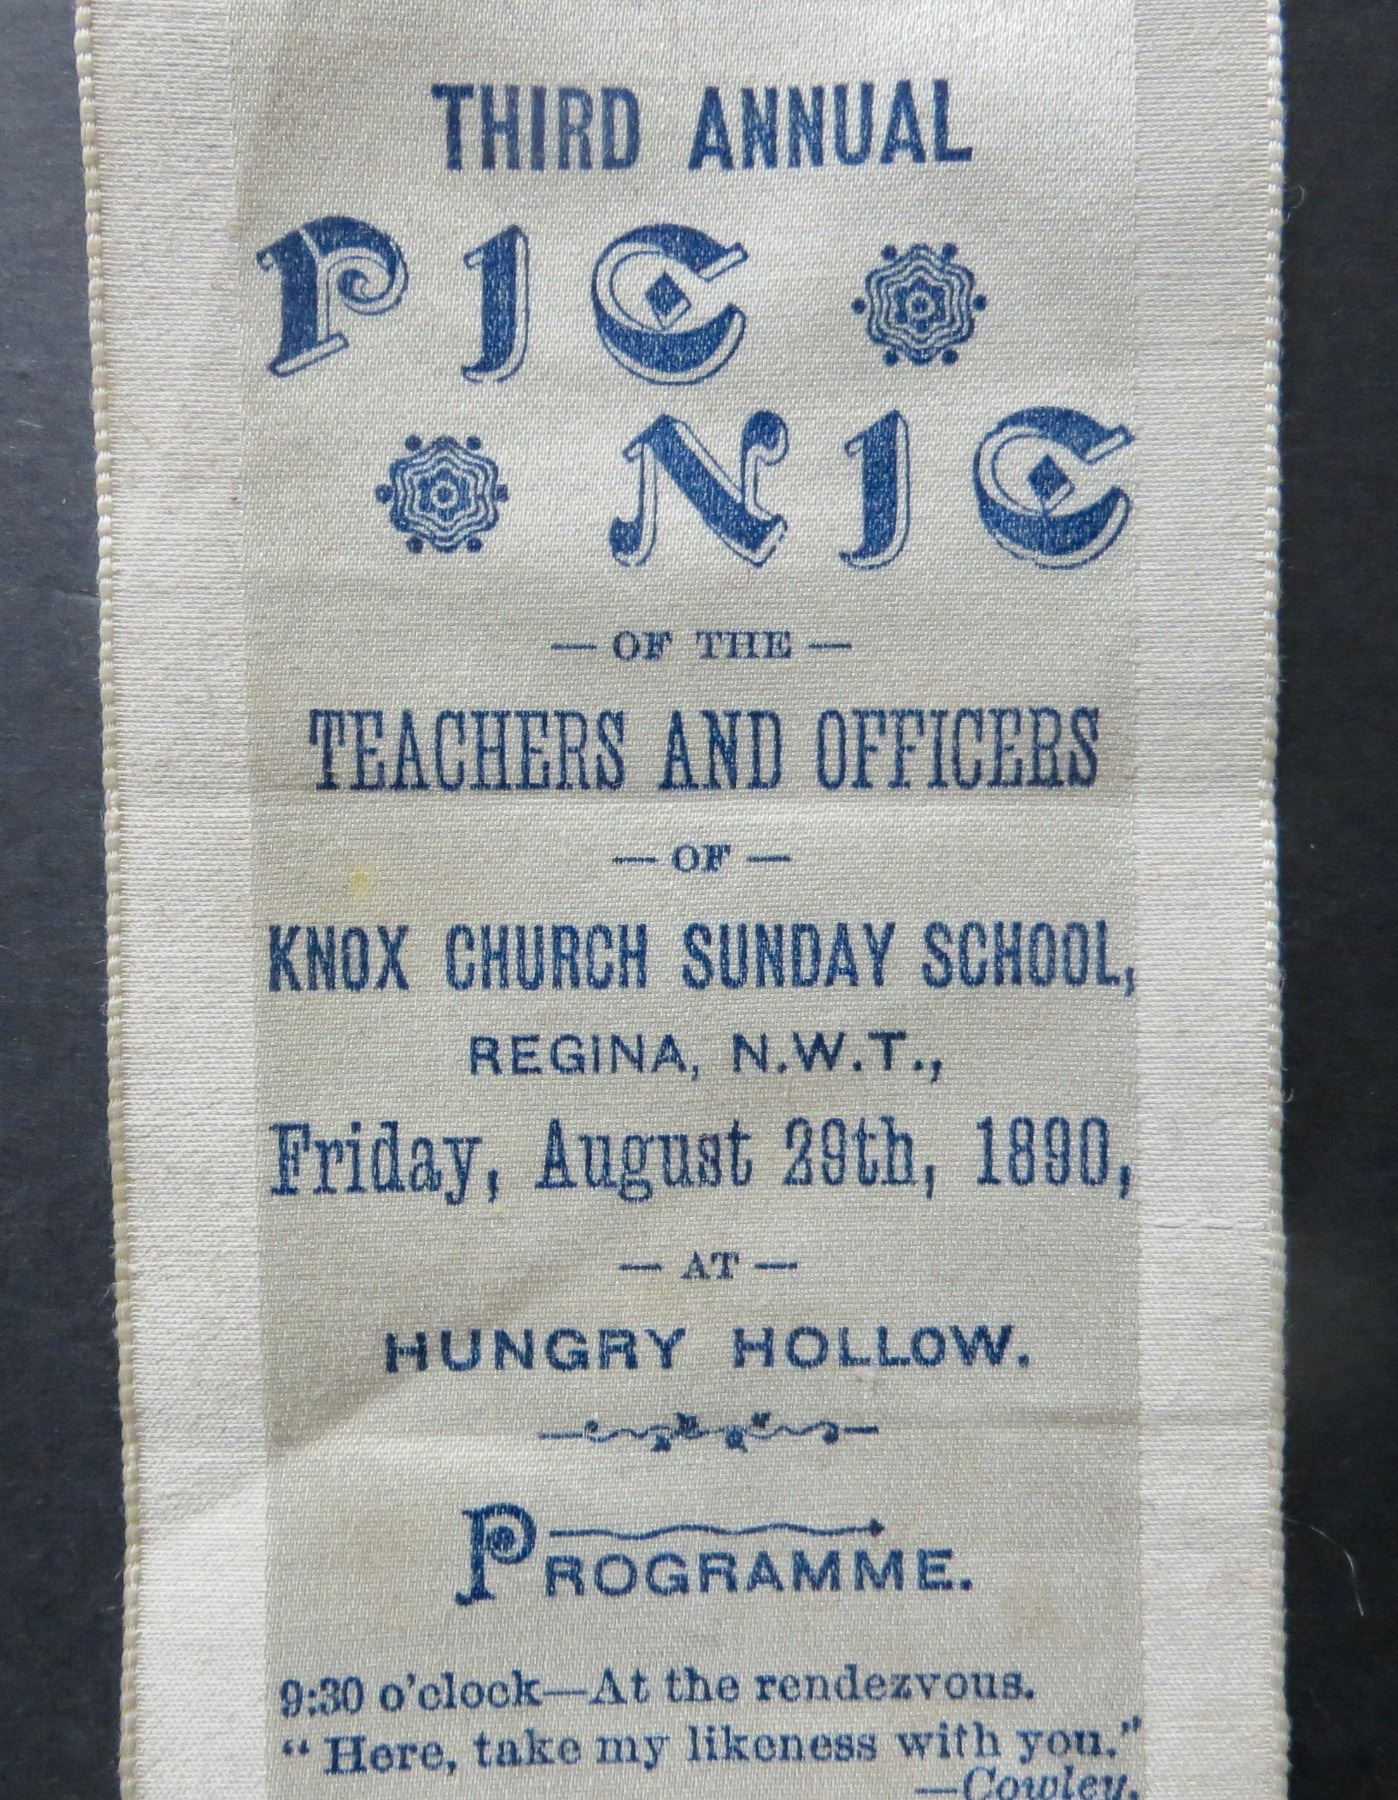 THIRD ANNUAL
PIC
NIC
— OF THE —
TEACHERS AND OFFICERS
— OF —
KNOX CHURCH SUNDAY SCHOOL,
REGINA, N.W.T.,
Friday, August 29th, 1890,
— AT —
HUNGRY HOLLOW.
PROGRAMME.
9:30 o'clock—At the rendezvous.
"Here, take my likeness with you."
—Cowley.